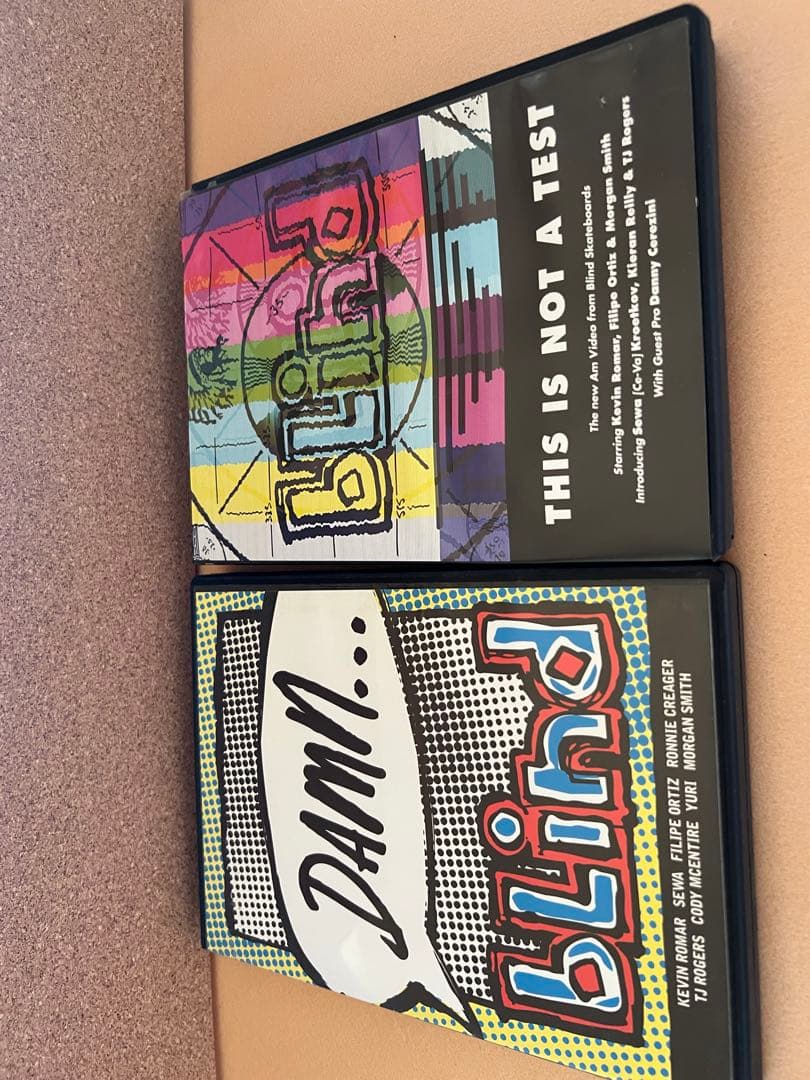 DAMN...
blind
KEVIN ROMAR SEWA FILIPE ORTIZ RONNIE CREAGER
TJ ROGERS CODY MCENTIRE YURI MORGAN SMITH
blind
THIS IS NOT A TEST
The new Am Video from Blind Skateboards
Starring Kevin Romar, Filipe Ortiz & Morgan Smith
Introducing Sewa [Ce-Va] Kroetkov, Kieran Reilly & TJ Rogers
With Guest Pro Danny Cerezini